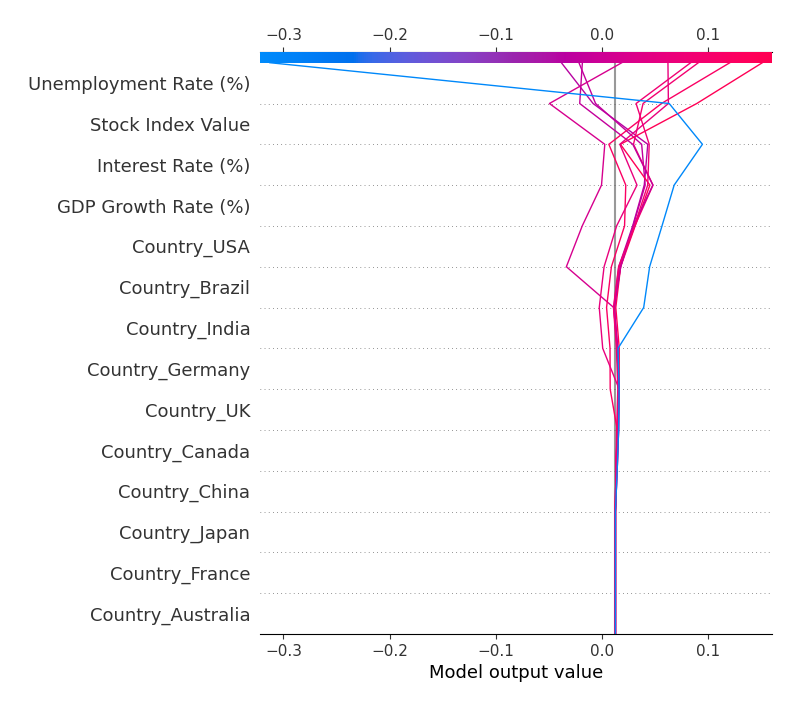 −0.3 −0.2 −0.1 0.0 0.1
Unemployment Rate (%)
Stock Index Value
Interest Rate (%)
GDP Growth Rate (%)
Country_USA
Country_Brazil
Country_India
Country_Germany
Country_UK
Country_Canada
Country_China
Country_Japan
Country_France
Country_Australia
−0.3 −0.2 −0.1 0.0 0.1
Model output value